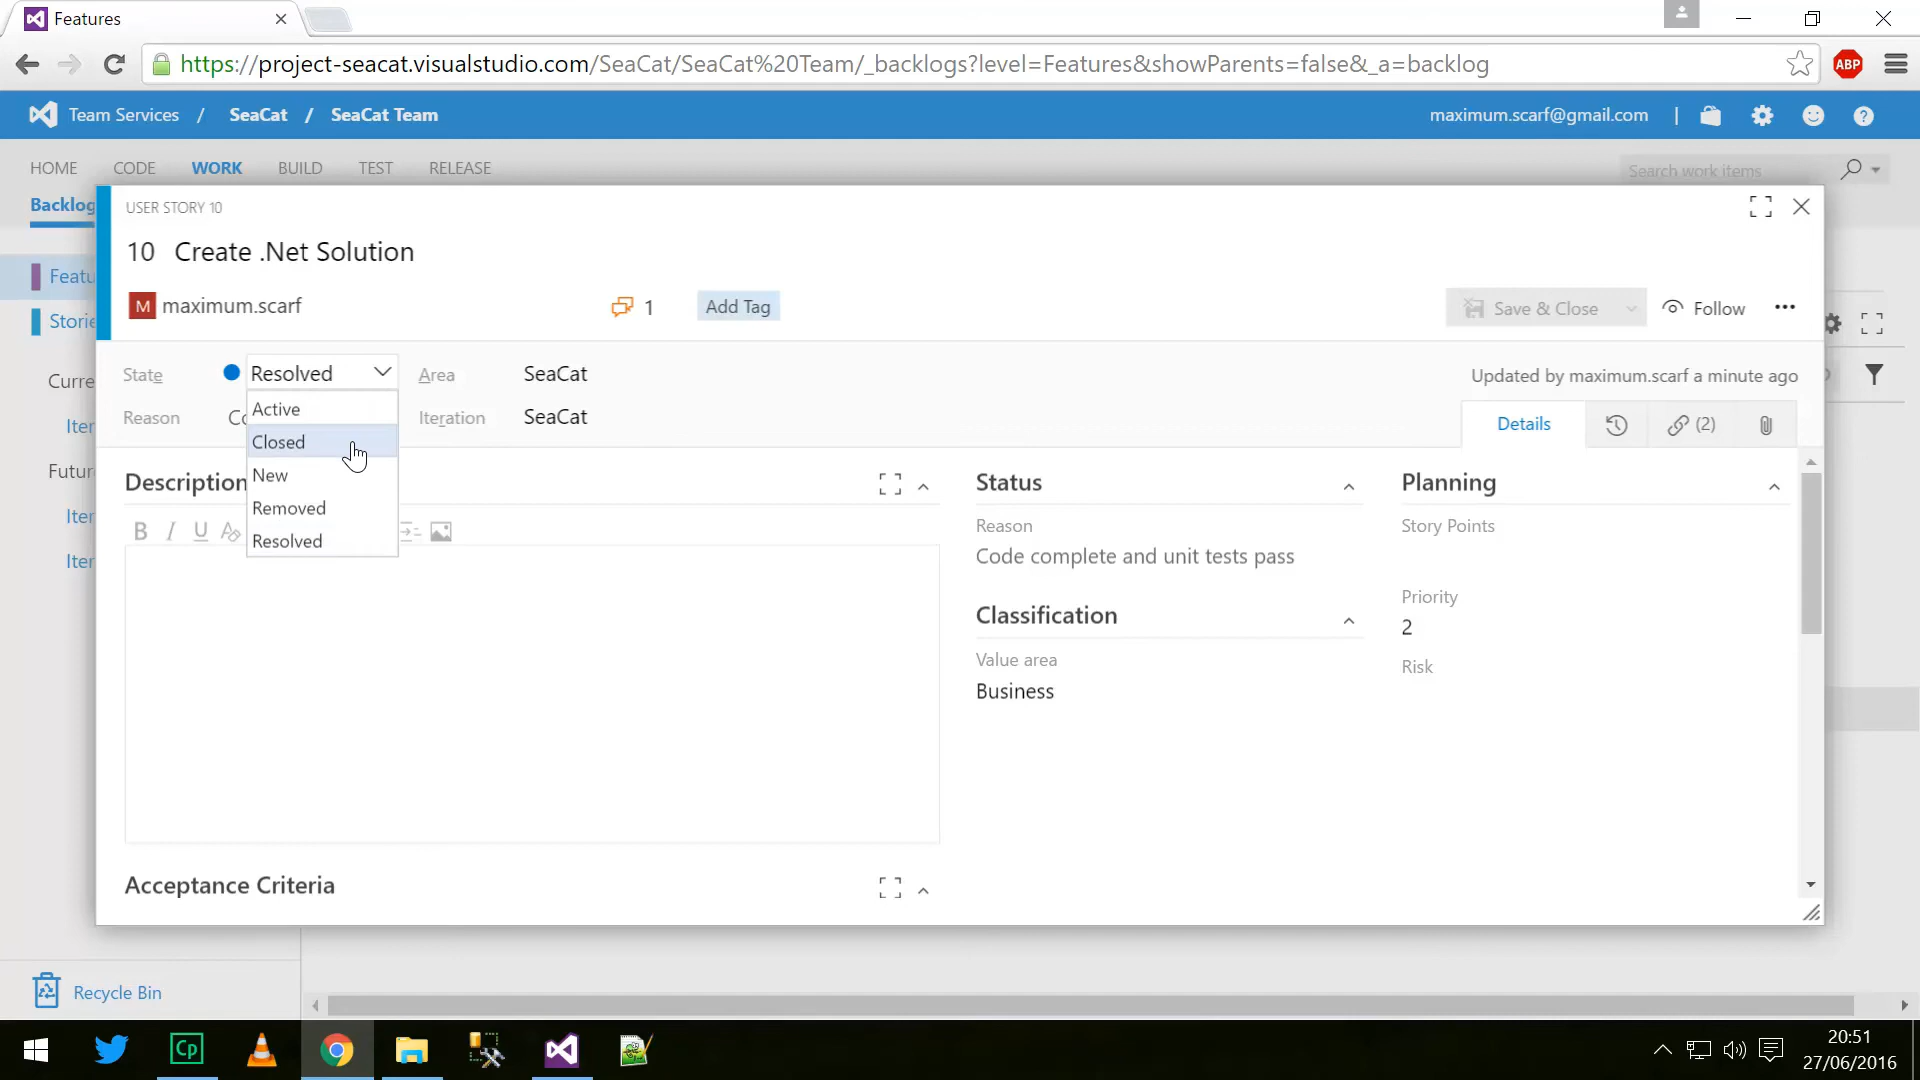 Features
https://project-seacat.visualstudio.com/SeaCat/SeaCat%20Team/_backlogs?level=Features&showParents=false&_a=backlog
ABP
Team Services / SeaCat / SeaCat Team
maximum.scarf@gmail.com |
HOME CODE WORK BUILD TEST RELEASE
Search work items
Backlog
USER STORY 10
10 Create .Net Solution
Featu
M maximum.scarf 1 Add Tag
Save & Close Follow
Storie
State Resolved Area SeaCat
Updated by maximum.scarf a minute ago
Curre
Active
Reason Co Iteration SeaCat
Details (2)
Iter
Closed
Futur
New
Description
Status
Planning
Removed
Iter
Reason
Story Points
B I U
Resolved
Code complete and unit tests pass
Iter
Priority
Classification
2
Value area
Risk
Business
Acceptance Criteria
Recycle Bin
Cp
20:51
27/06/2016